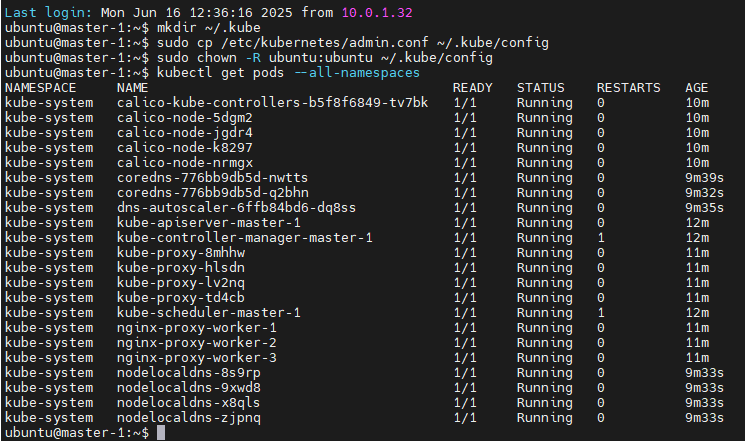 Last login: Mon Jun 16 12:36:16 2025 from 10.0.1.32
ubuntu@master-1:~$ mkdir ~/.kube
ubuntu@master-1:~$ sudo cp /etc/kubernetes/admin.conf ~/.kube/config
ubuntu@master-1:~$ sudo chown -R ubuntu:ubuntu ~/.kube/config
ubuntu@master-1:~$ kubectl get pods --all-namespaces
NAMESPACE NAME READY STATUS RESTARTS AGE
kube-system calico-kube-controllers-b5f8f6849-tv7bk 1/1 Running 0 10m
kube-system calico-node-5dgm2 1/1 Running 0 10m
kube-system calico-node-jgdr4 1/1 Running 0 10m
kube-system calico-node-k8297 1/1 Running 0 10m
kube-system calico-node-nrmgx 1/1 Running 0 10m
kube-system coredns-776bb9db5d-nwtts 1/1 Running 0 9m39s
kube-system coredns-776bb9db5d-q2bhn 1/1 Running 0 9m32s
kube-system dns-autoscaler-6ffb84bd6-dq8ss 1/1 Running 0 9m35s
kube-system kube-apiserver-master-1 1/1 Running 0 12m
kube-system kube-controller-manager-master-1 1/1 Running 1 12m
kube-system kube-proxy-8mhhw 1/1 Running 0 11m
kube-system kube-proxy-hlsdn 1/1 Running 0 11m
kube-system kube-proxy-lv2nq 1/1 Running 0 11m
kube-system kube-proxy-td4cb 1/1 Running 0 11m
kube-system kube-scheduler-master-1 1/1 Running 1 12m
kube-system nginx-proxy-worker-1 1/1 Running 0 11m
kube-system nginx-proxy-worker-2 1/1 Running 0 11m
kube-system nginx-proxy-worker-3 1/1 Running 0 11m
kube-system nodelocaldns-8s9rp 1/1 Running 0 9m33s
kube-system nodelocaldns-9xwd8 1/1 Running 0 9m33s
kube-system nodelocaldns-x8qls 1/1 Running 0 9m33s
kube-system nodelocaldns-zjpnq 1/1 Running 0 9m33s
ubuntu@master-1:~$